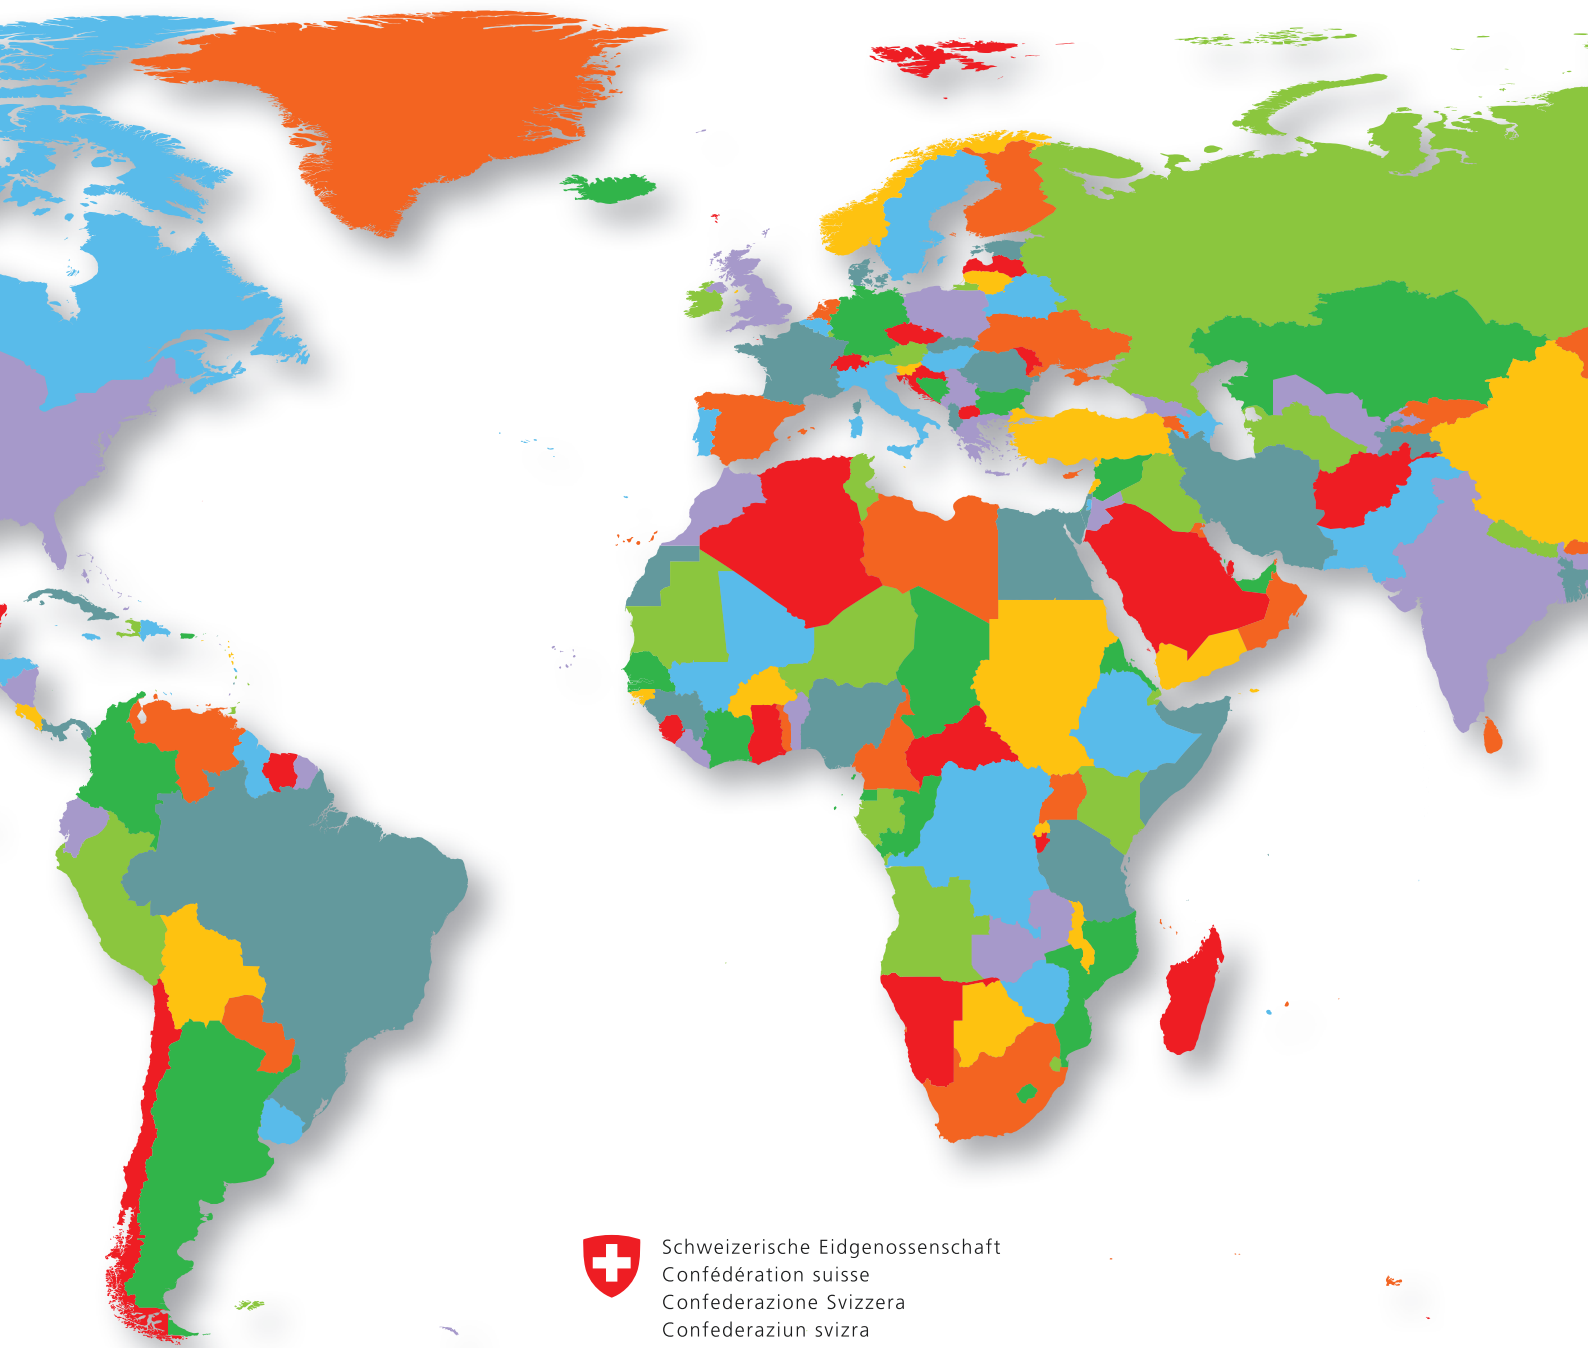 Schweizerische Eidgenossenschaft
Confédération suisse
Confederazione Svizzera
Confederaziun svizra